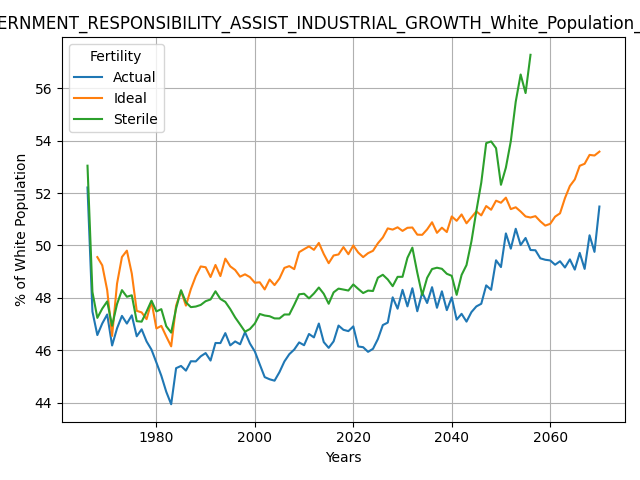 ERNMENT_RESPONSIBILITY_ASSIST_INDUSTRIAL_GROWTH_White_Population_
Fertility
Actual
Ideal
Sterile
% of White Population
56
54
52
50
48
46
44
1980
2000
2020
2040
2060
Years